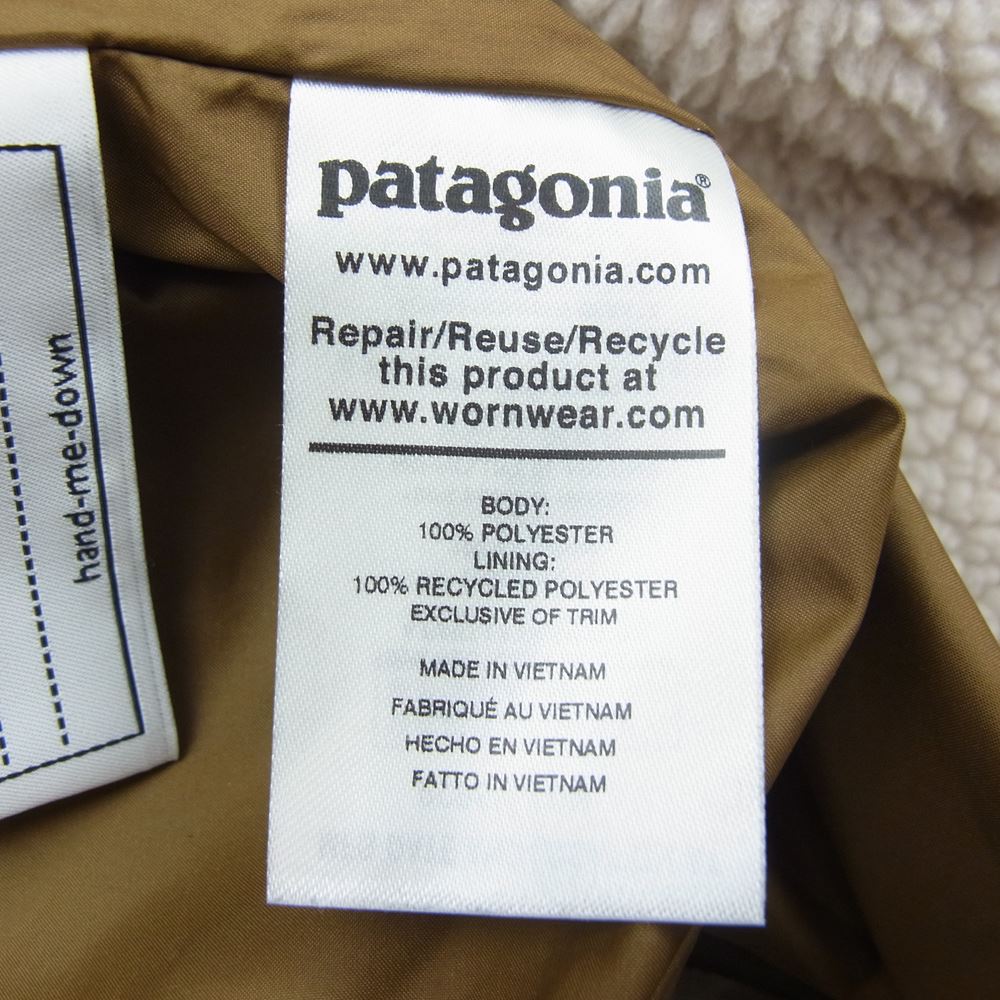 hand-me-down
patagonia®
www.patagonia.com
Repair/Reuse/Recycle
this product at
www.wornwear.com
BODY:
100% POLYESTER
LINING:
100% RECYCLED POLYESTER
EXCLUSIVE OF TRIM
MADE IN VIETNAM
FABRIQUÉ AU VIETNAM
HECHO EN VIETNAM
FATTO IN VIETNAM